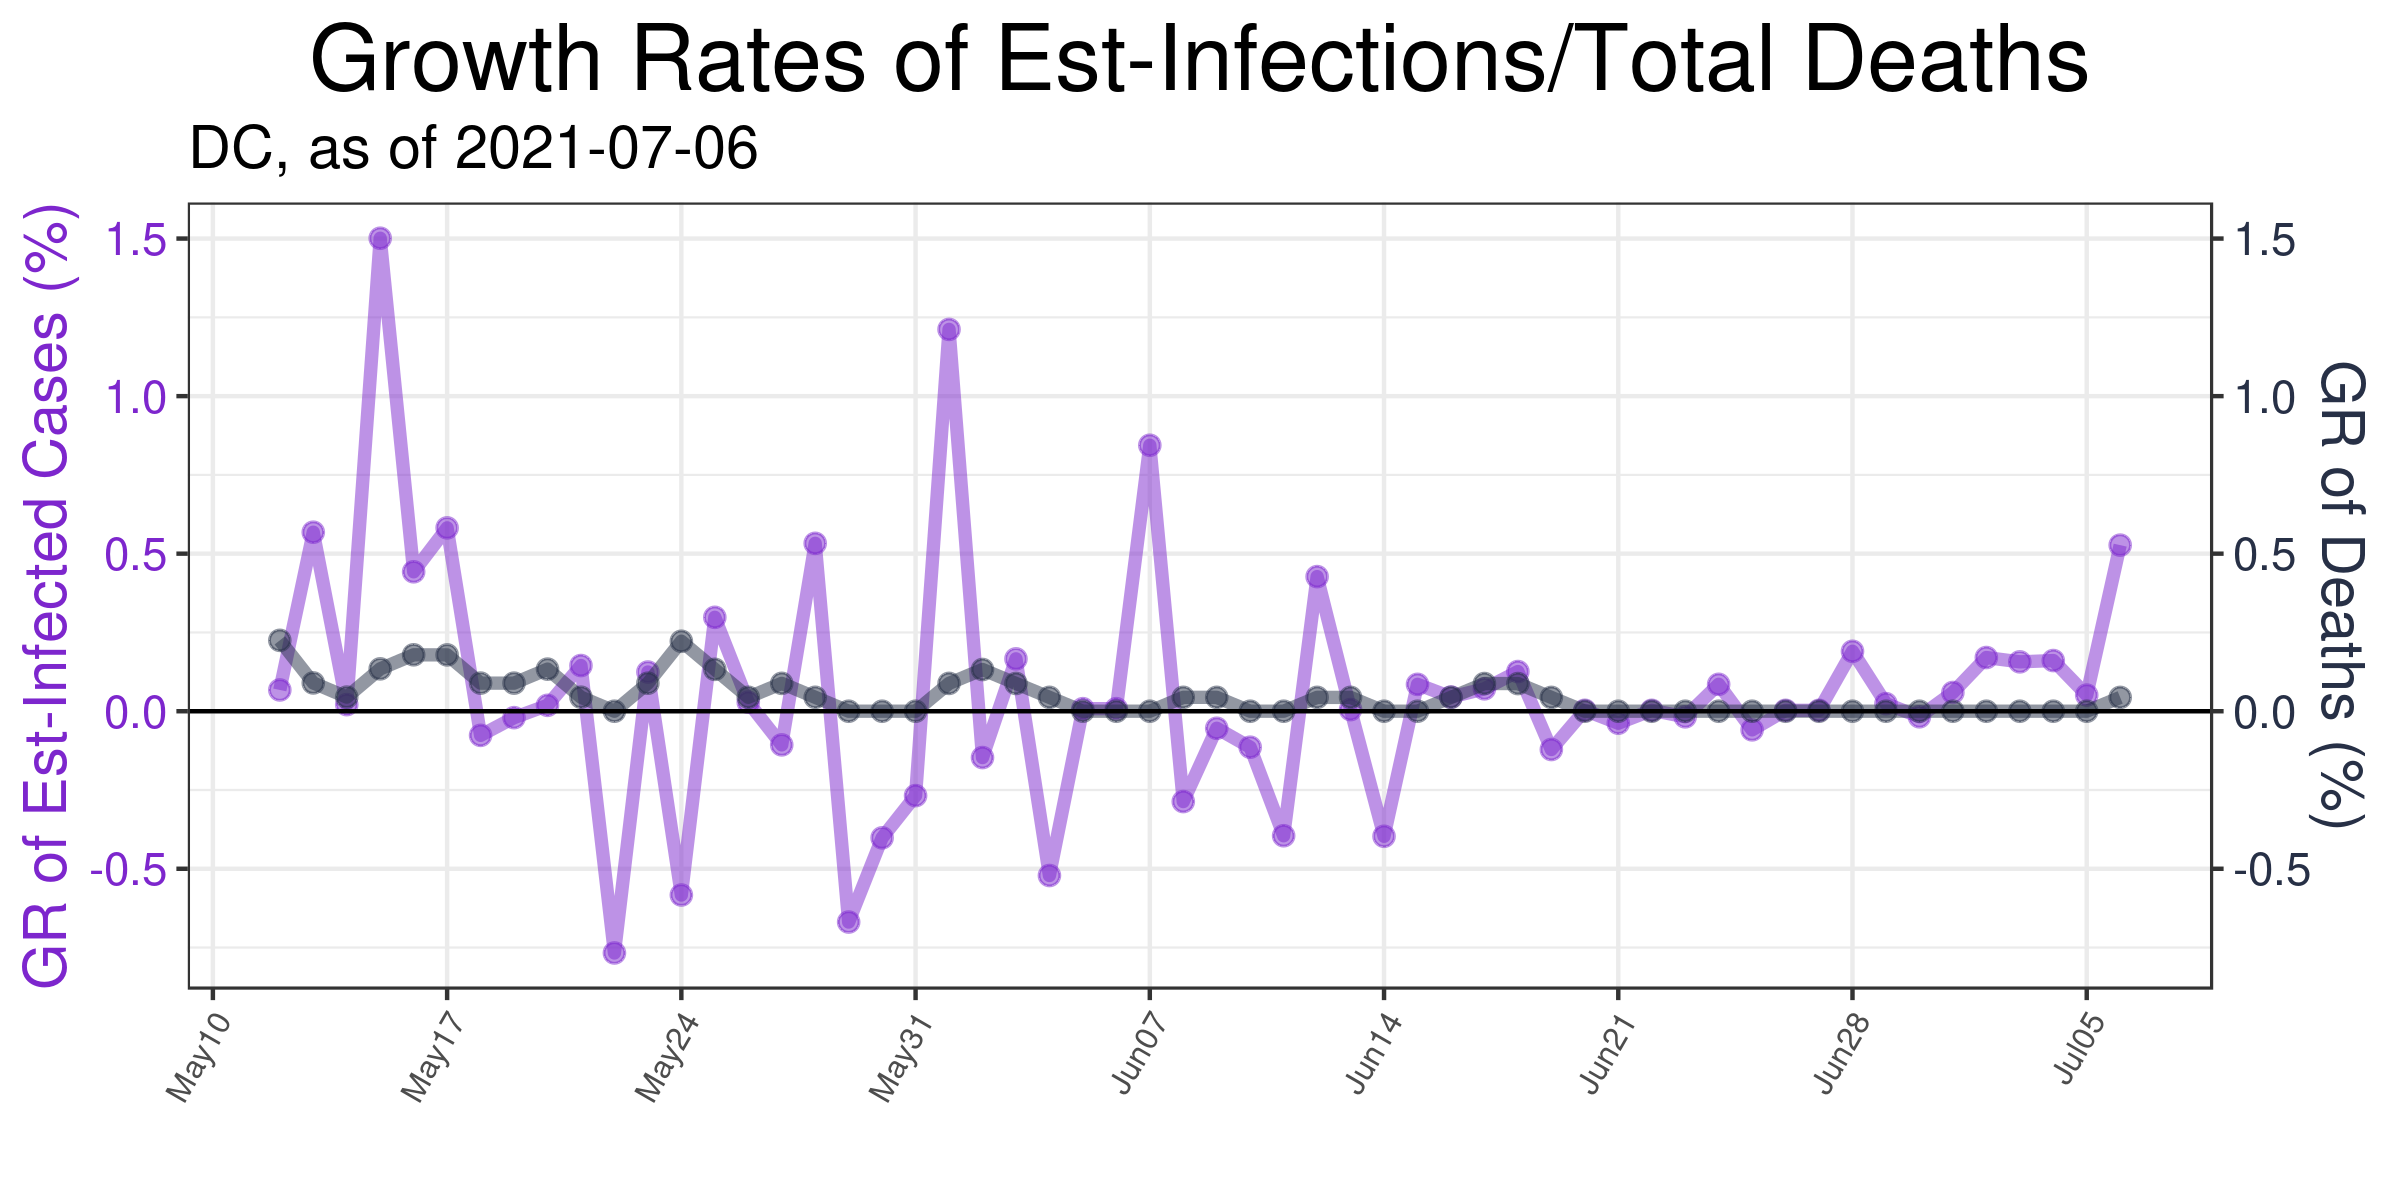 Growth Rates of Est-Infections/Total Deaths
DC, as of 2021-07-06
GR of Est-Infected Cases (%)
1.5
1.0
0.5
0.0
-0.5
1.5
1.0
0.5
0.0
-0.5
GR of Deaths (%)
May10
May17
May24
May31
Jun07
Jun14
Jun21
Jun28
Jul05